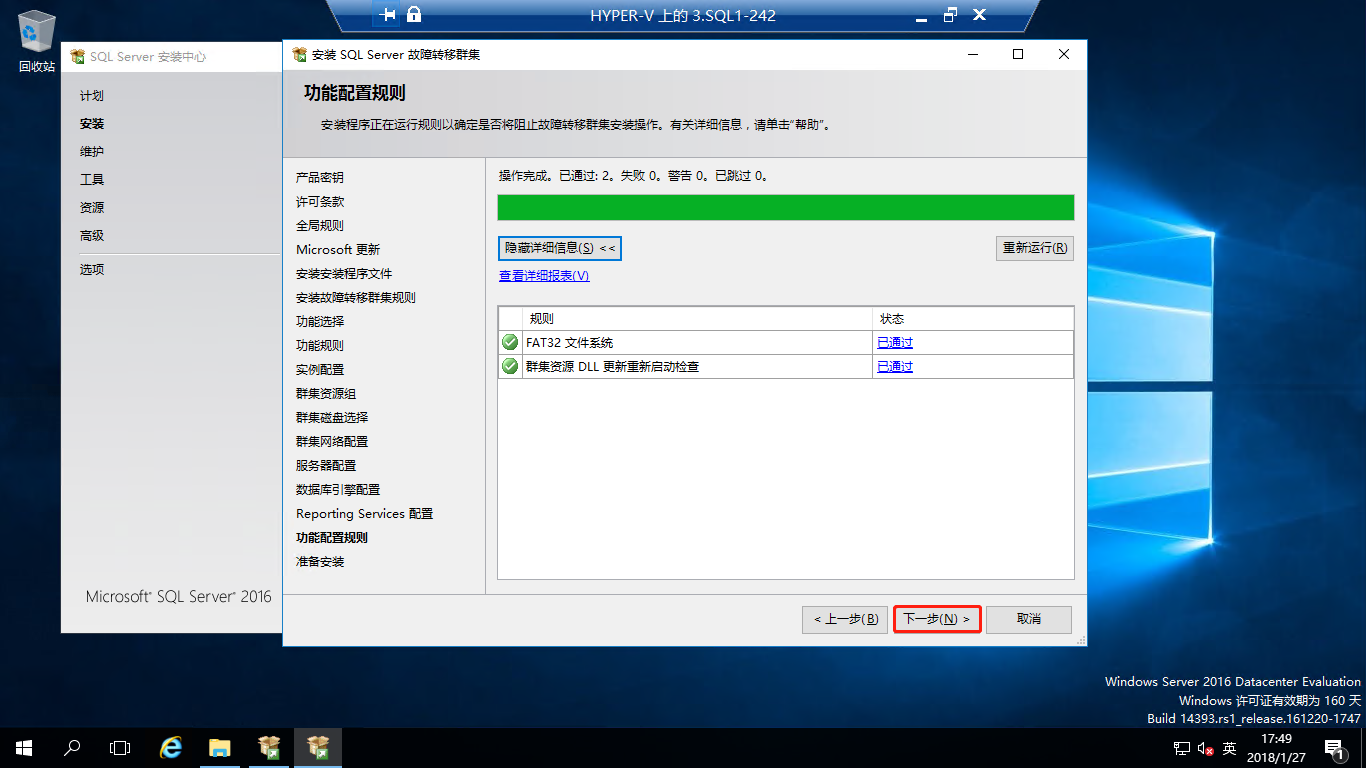 HYPER-V 上的 3.SQL1-242
回收站
SQL Server 安装中心
计划
安装
维护
工具
资源
高级
选项
Microsoft® SQL Server® 2016
安装 SQL Server 故障转移群集
功能配置规则
安装程序正在运行规则以确定是否将阻止故障转移群集安装操作。有关详细信息，请单击“帮助”。
产品密钥
许可条款
全局规则
Microsoft 更新
安装安装程序文件
安装故障转移群集规则
功能选择
功能规则
实例配置
群集资源组
群集磁盘选择
群集网络配置
服务器配置
数据库引擎配置
Reporting Services 配置
功能配置规则
准备安装
操作完成。已通过: 2。失败 0。警告 0。已跳过 0。
隐藏详细信息(S) <<
重新运行(R)
查看详细报表(V)
规则 状态
FAT32 文件系统 已通过
群集资源 DLL 更新重新启动检查 已通过
< 上一步(B) 下一步(N) > 取消
Windows Server 2016 Datacenter Evaluation
Windows 许可证有效期为 160 天
Build 14393.rs1_release.161220-1747
英
17:49
2018/1/27
1